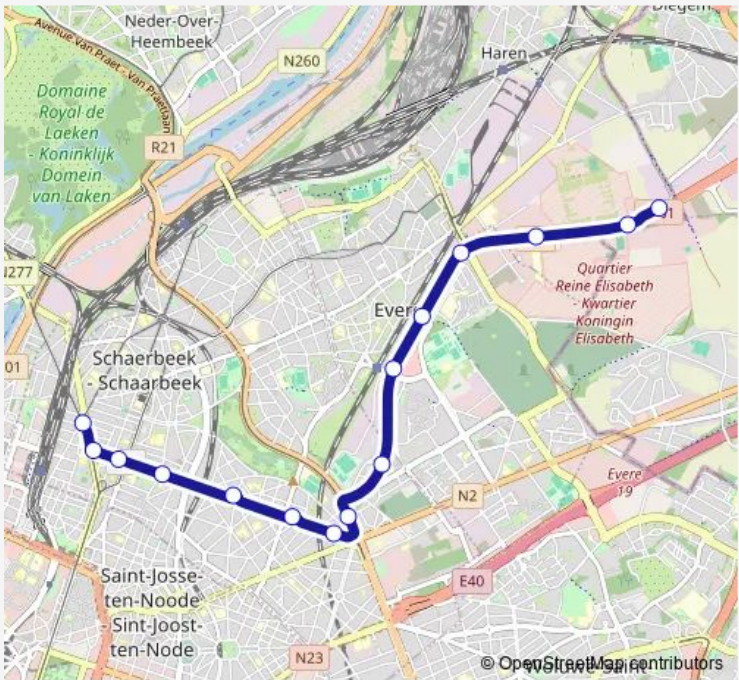 Diegem
Neder-Over-
Heembeek
Avenue Van Praet - Van Praetlaan
N260
Haren
Domaine
Royal de
Laeken
- Koninklijk
Domein
van Laken
R21
Quartier
Reine Elisabeth
- Kwartier
Koningin
Elisabeth
N277
Schaerbeek
- Schaarbeek
Evere
19
N2
E40
Saint-Josse-
ten-Noode
- Sint-Joost-
ten-Node
N23
© OpenStreetMap contributors